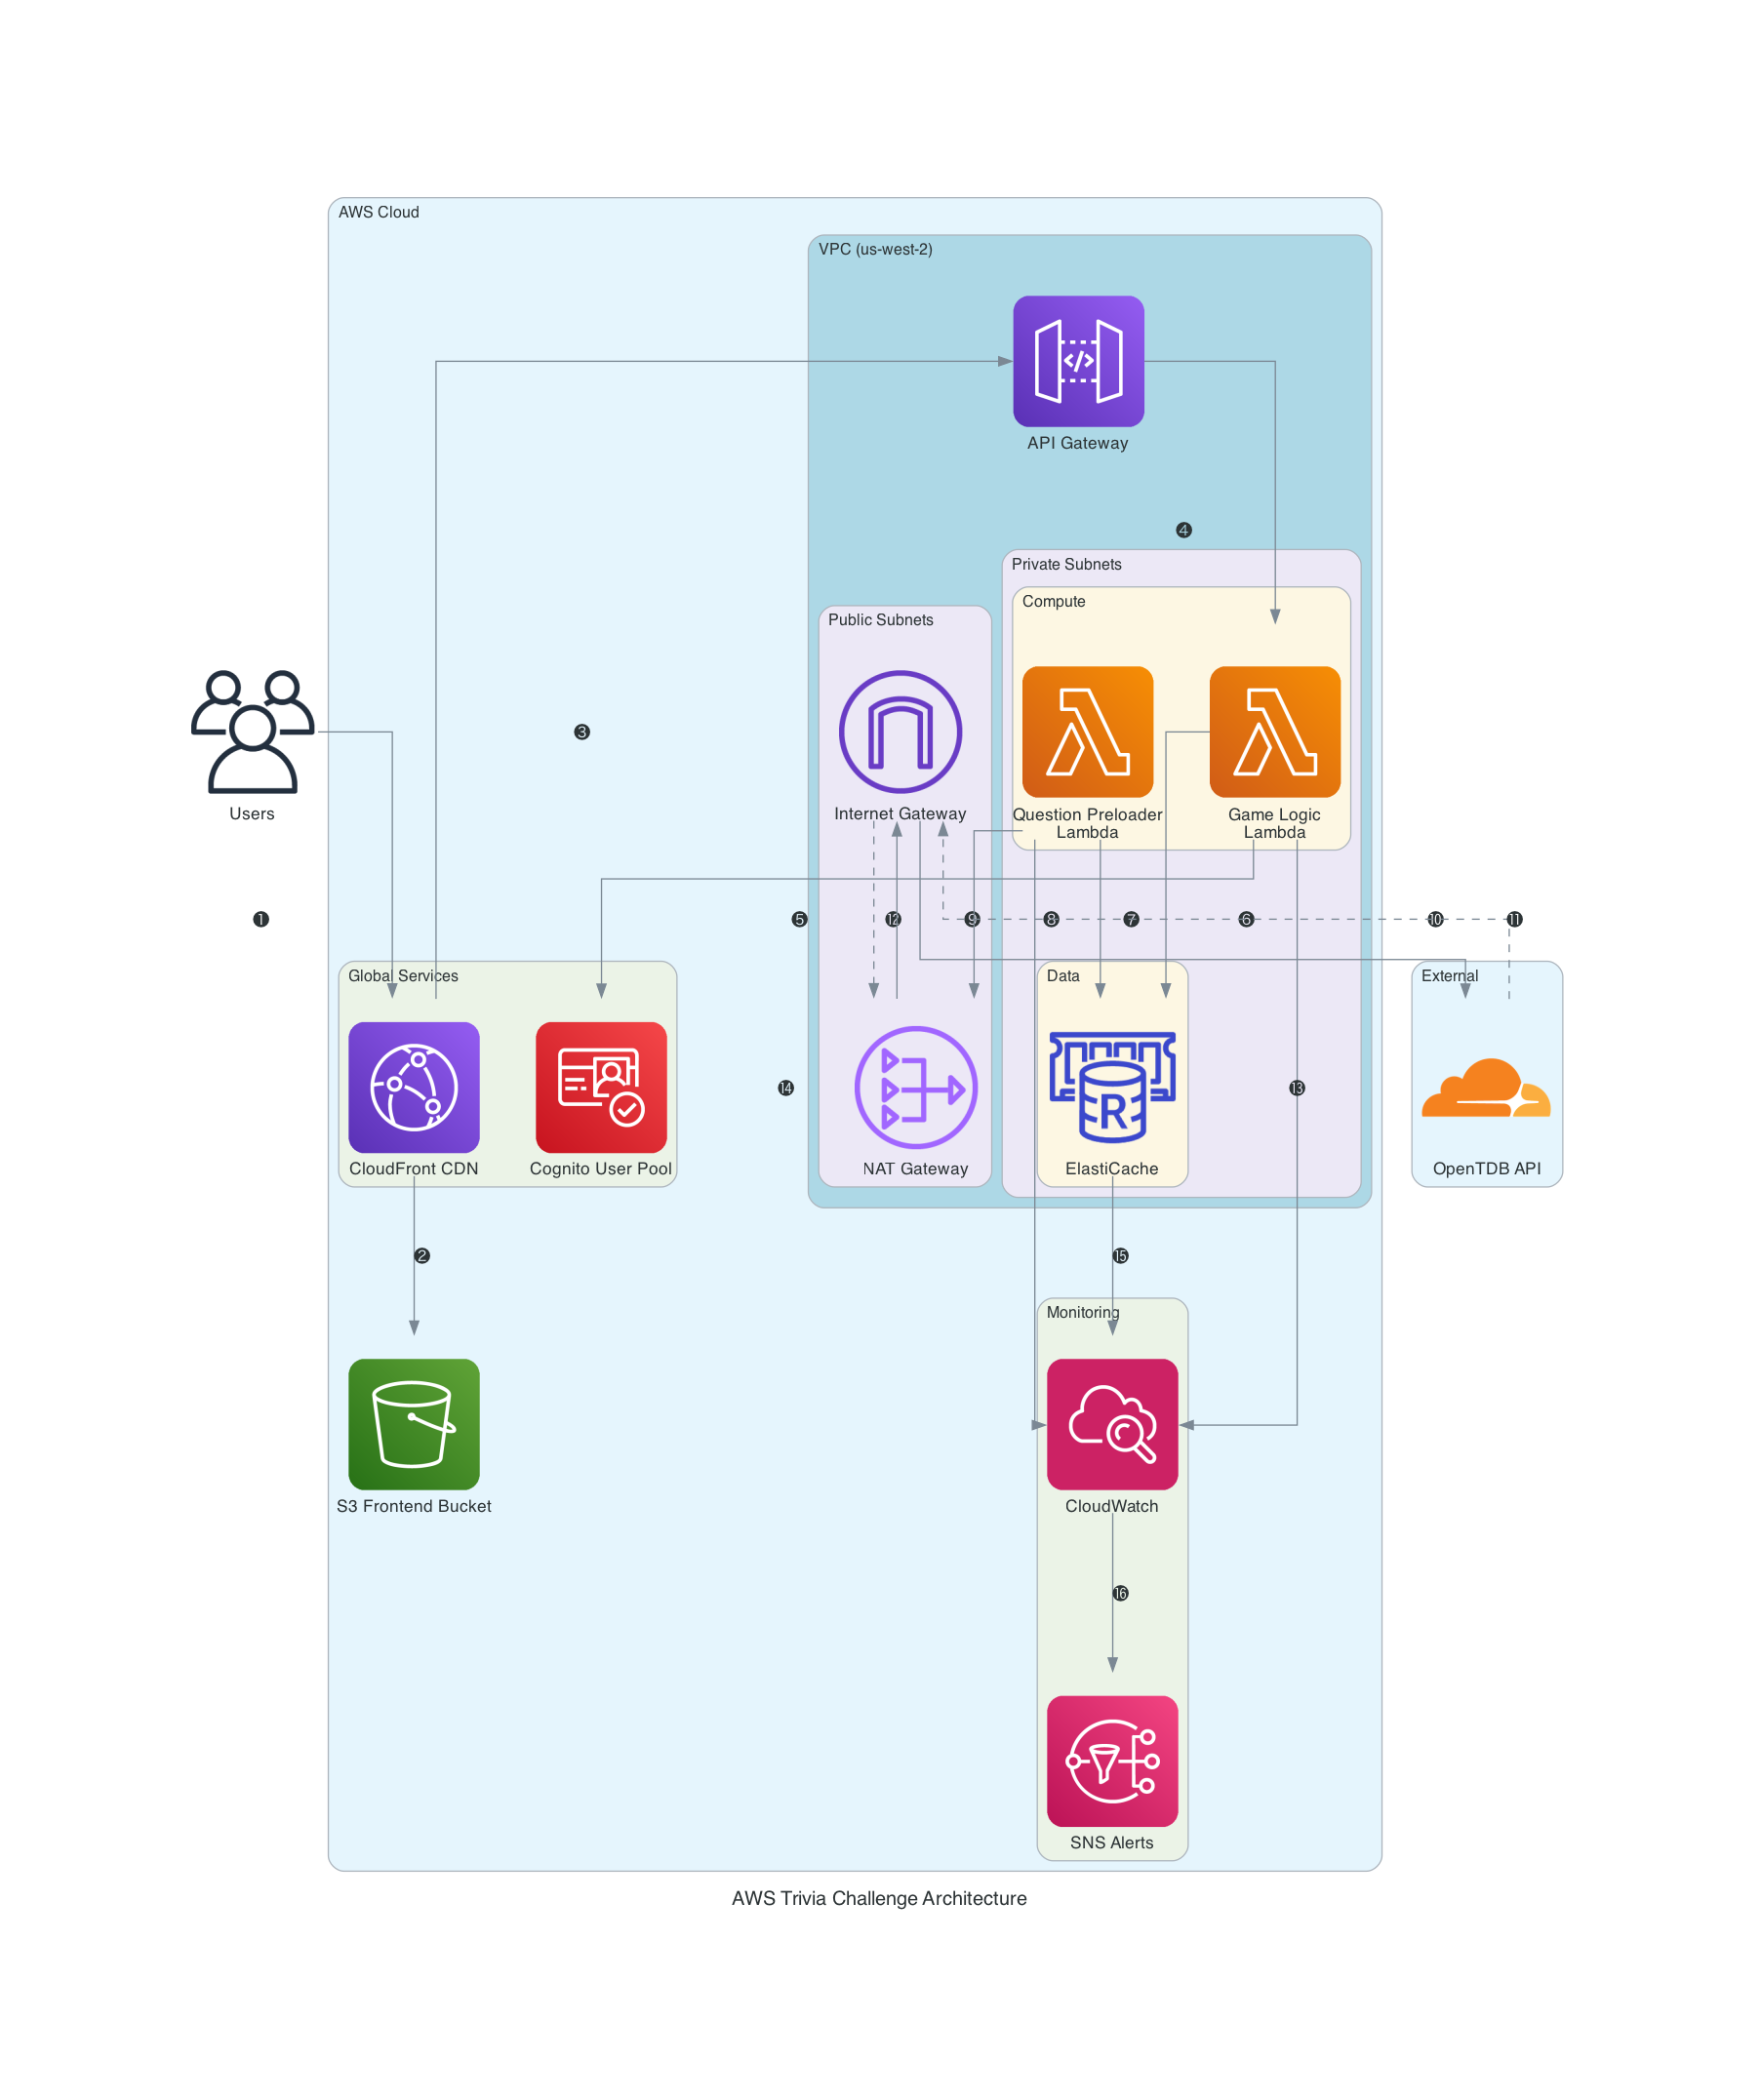 AWS Cloud
VPC (us-west-2)
API Gateway
❹
Private Subnets
Compute
Public Subnets
❸
Users
Internet Gateway
Question Preloader
Lambda
Game Logic
Lambda
❶
❺
⓬
❾
❽
❼
❻
❿
⓫
Global Services
Data
External
R
⓮
⓭
CloudFront CDN
Cognito User Pool
NAT Gateway
ElastiCache
OpenTDB API
❷
⓯
Monitoring
S3 Frontend Bucket
CloudWatch
⓰
SNS Alerts
AWS Trivia Challenge Architecture